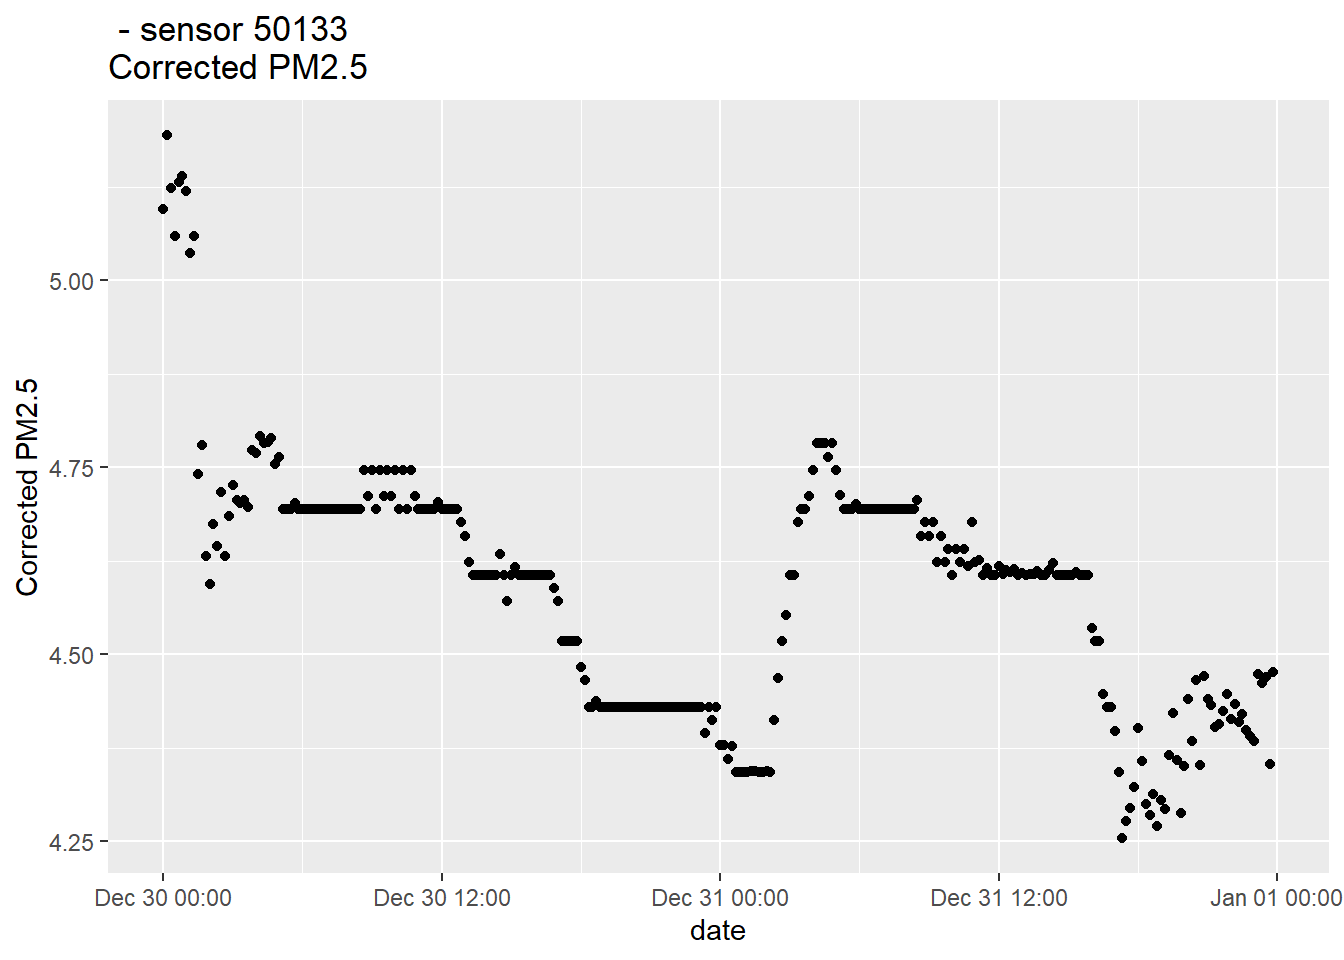 - sensor 50133
Corrected PM2.5
Corrected PM2.5
5.00
4.75
4.50
4.25
Dec 30 00:00 Dec 30 12:00 Dec 31 00:00 Dec 31 12:00 Jan 01 00:00
date